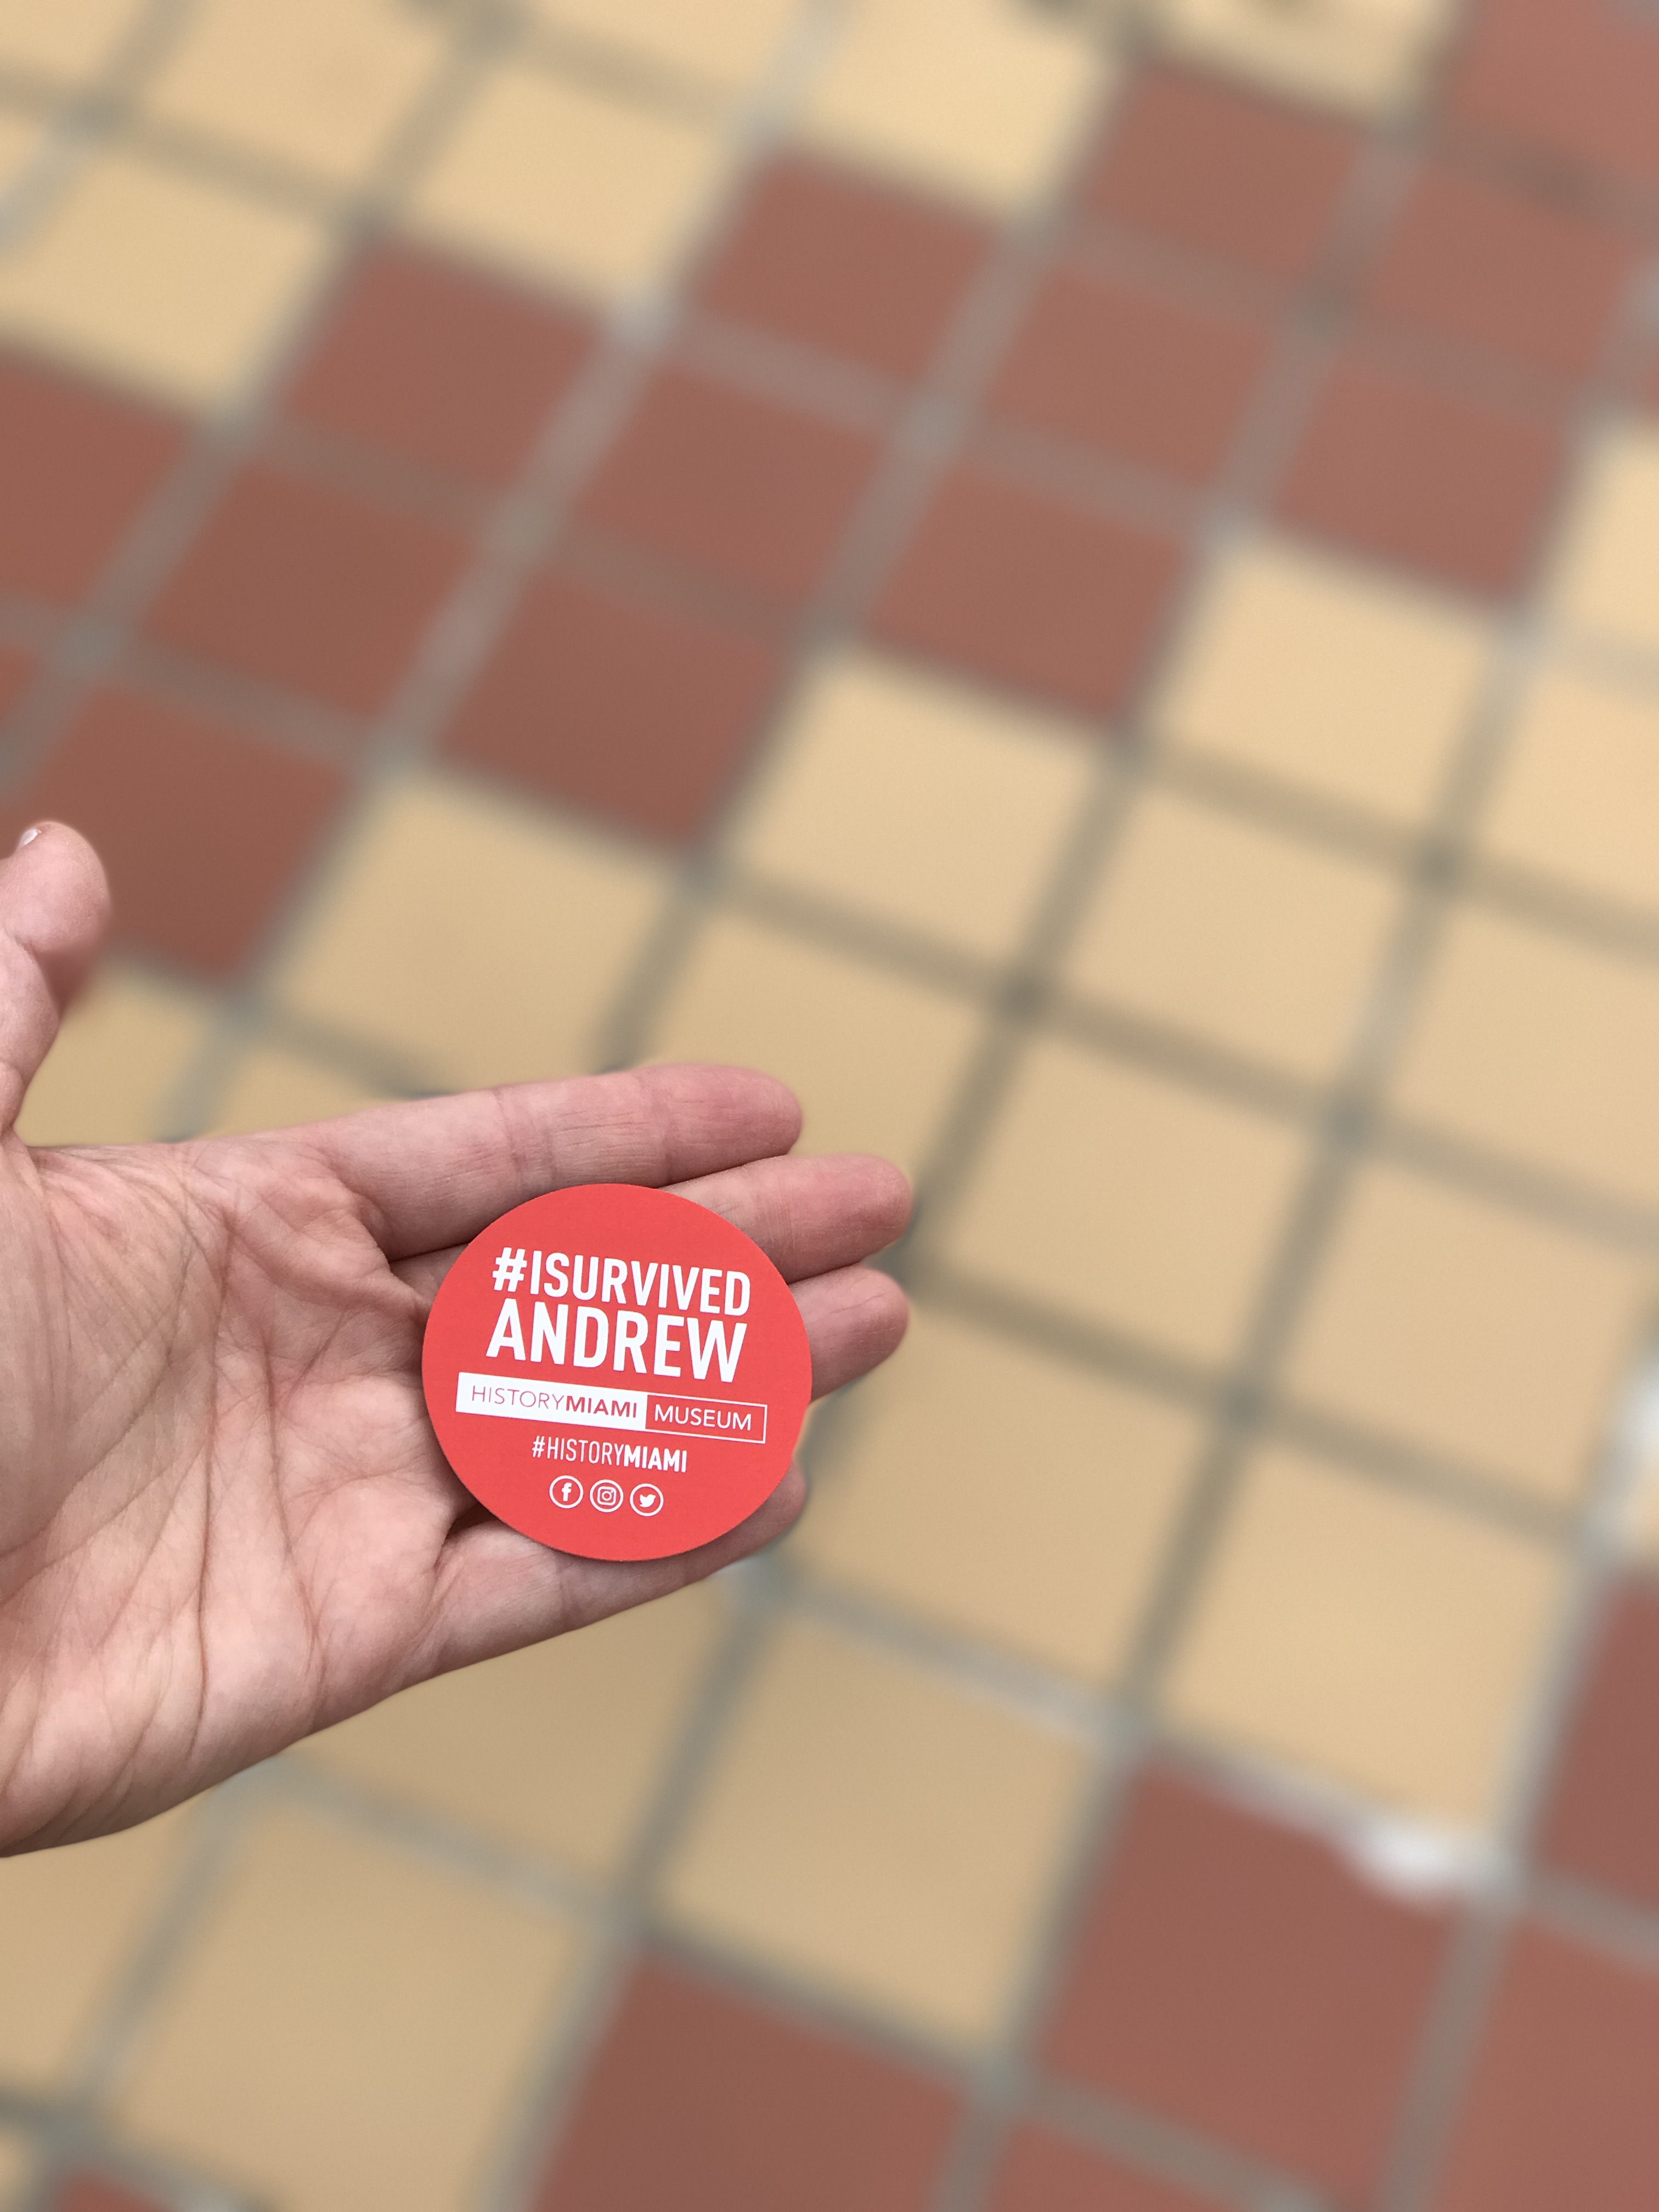 #ISURVIVED
ANDREW
HISTORYMIAMI MUSEUM
#HISTORYMIAMI